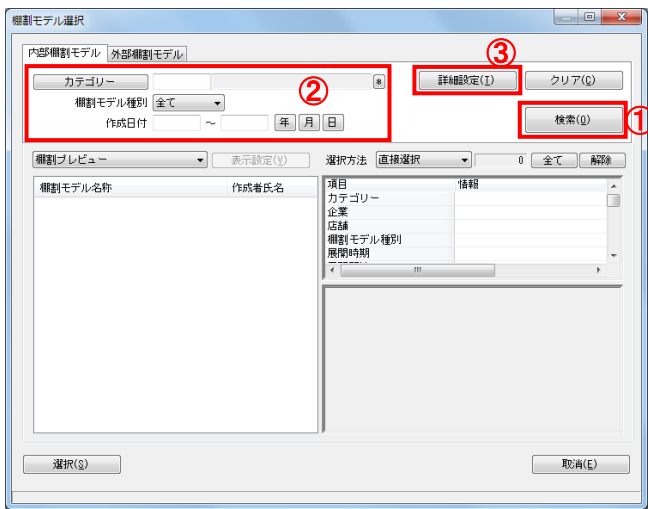 棚割モデル選択
内部棚割モデル 外部棚割モデル
③
カテゴリー * 詳細設定(I) クリア(C)
②
棚割モデル種別 全て
作成日付 ～ 年 月 日 検索(Q) ①
棚割プレビュー 表示設定(V) 選択方法 直接選択 0 全て 解除
棚割モデル名称 作成者氏名 項目 情報
カテゴリー
企業
店舗
棚割モデル種別
展開時期
選択(S) 取消(E)